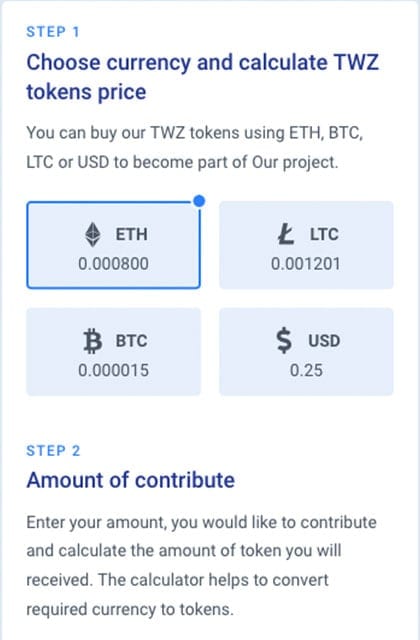 STEP 1
Choose currency and calculate TWZ
tokens price
You can buy our TWZ tokens using ETH, BTC,
LTC or USD to become part of Our project.
ETH
0.000800
LTC
0.001201
BTC
0.000015
USD
0.25
STEP 2
Amount of contribute
Enter your amount, you would like to contribute
and calculate the amount of token you will
received. The calculator helps to convert
required currency to tokens.